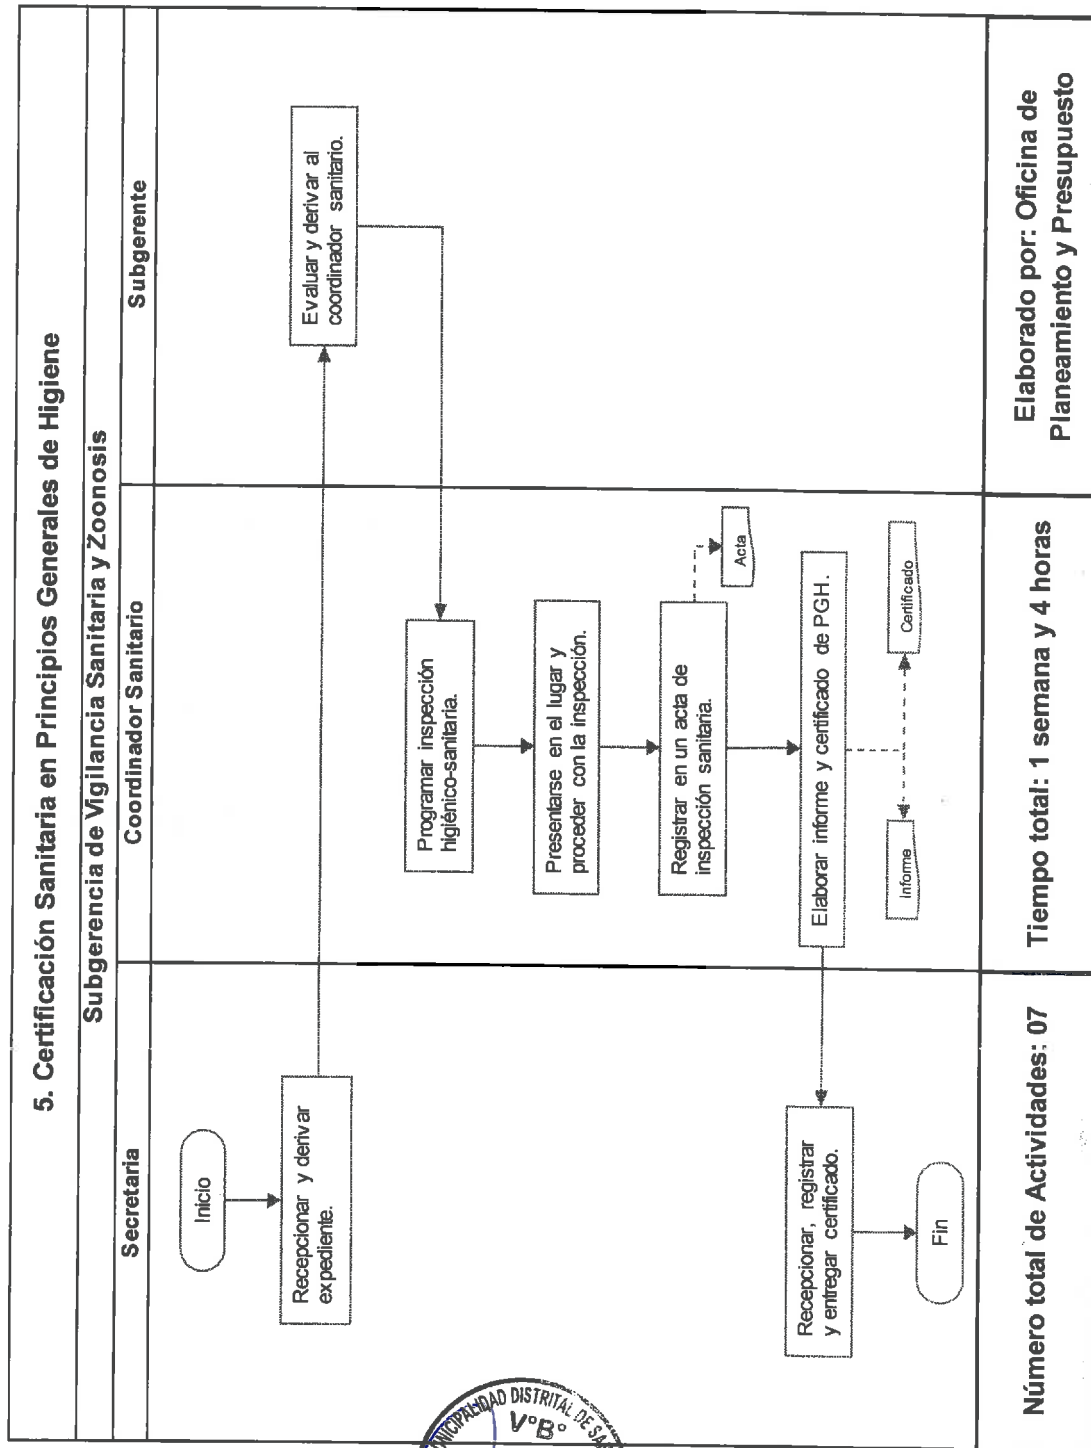 5. Certificación Sanitaria en Principios Generales de Higiene
Subgerencia de Vigilancia Sanitaria y Zoonosis
Secretaria
Coordinador Sanitario
Subgerente
Inicio
Recepcionar y derivar
expediente.
Evaluar y derivar al
coordinador sanitario.
Programar inspección
higiénico-sanitaria.
Presentarse en el lugar y
proceder con la inspección.
Registrar en un acta de
inspección sanitaria.
Acta
Elaborar informe y certificado de PGH.
Informe
Certificado
Recepcionar, registrar
y entregar certificado.
Fin
Número total de Actividades: 07
Tiempo total: 1 semana y 4 horas
Elaborado por: Oficina de
Planeamiento y Presupuesto
DISTRITAL DE
V°B°